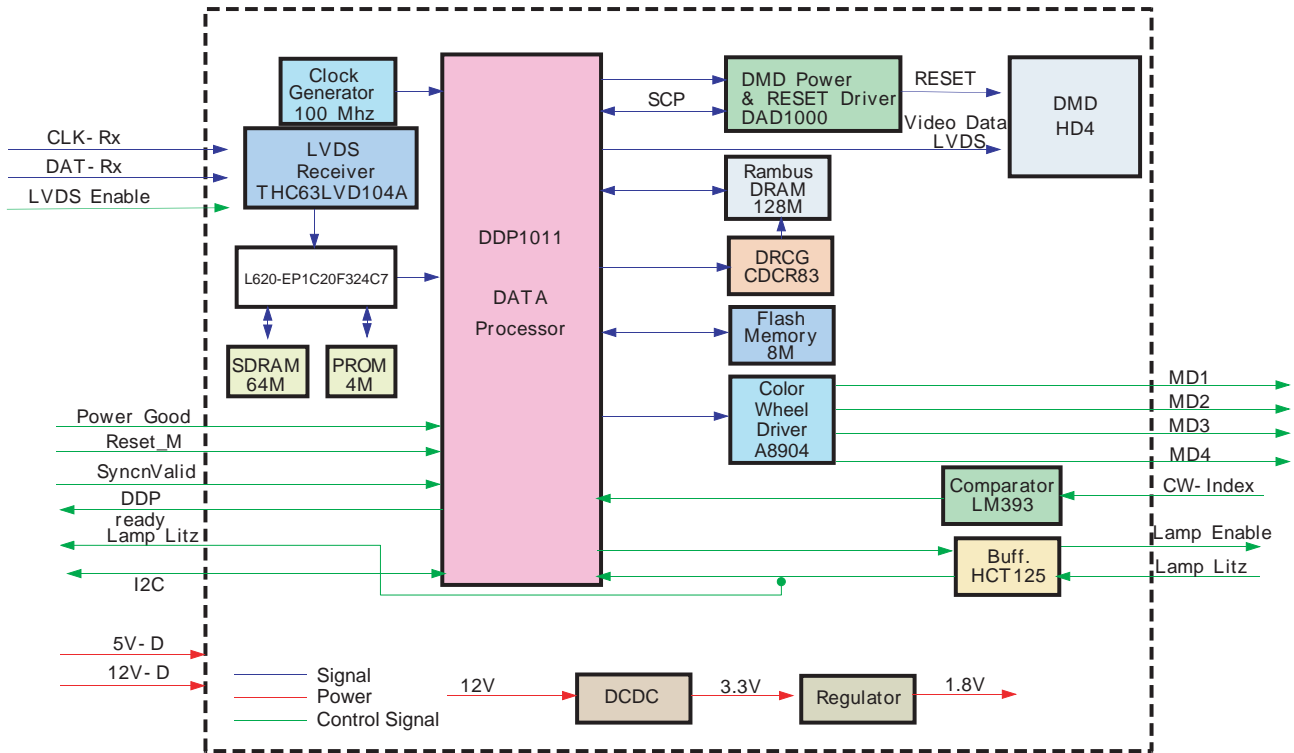 Clock
Generator
100 Mhz
CLK- Rx
DAT- Rx
LVDS Enable
LVDS
Receiver
THC63LVD104A
L620-EP1C20F324C7
SDRAM
64M
PROM
4M
DDP1011
DATA
Processor
SCP
DMD Power
& RESET Driver
DAD1000
RESET
Video Data
LVDS
DMD
HD4
Rambus
DRAM
128M
DRCG
CDCR83
Flash
Memory
8M
Color
Wheel
Driver
A8904
MD1
MD2
MD3
MD4
Power Good
Reset_M
SyncnValid
DDP
ready
Lamp Litz
I2C
Comparator
LM393
CW- Index
Buff.
HCT125
Lamp Enable
Lamp Litz
5V- D
12V- D
Signal
Power
Control Signal
12V
DCDC
3.3V
Regulator
1.8V